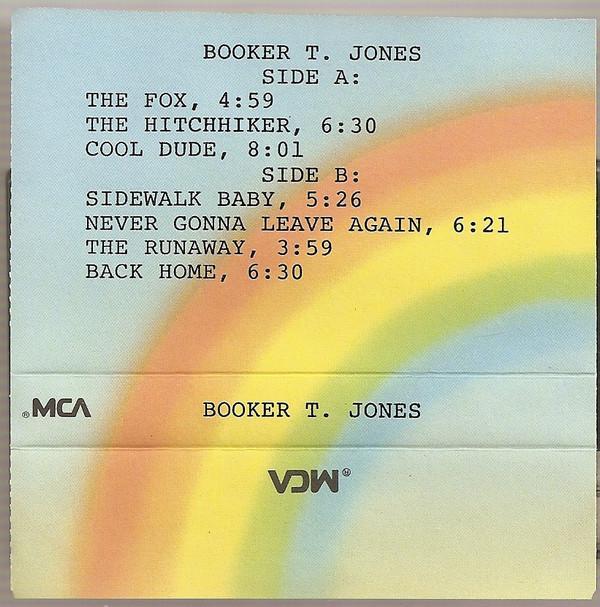 BOOKER T. JONES
SIDE A:
THE FOX, 4:59
THE HITCHHIKER, 6:30
COOL DUDE, 8:01
SIDE B:
SIDEWALK BABY, 5:26
NEVER GONNA LEAVE AGAIN, 6:21
THE RUNAWAY, 3:59
BACK HOME, 6:30
®MCA BOOKER T. JONES
MCA®